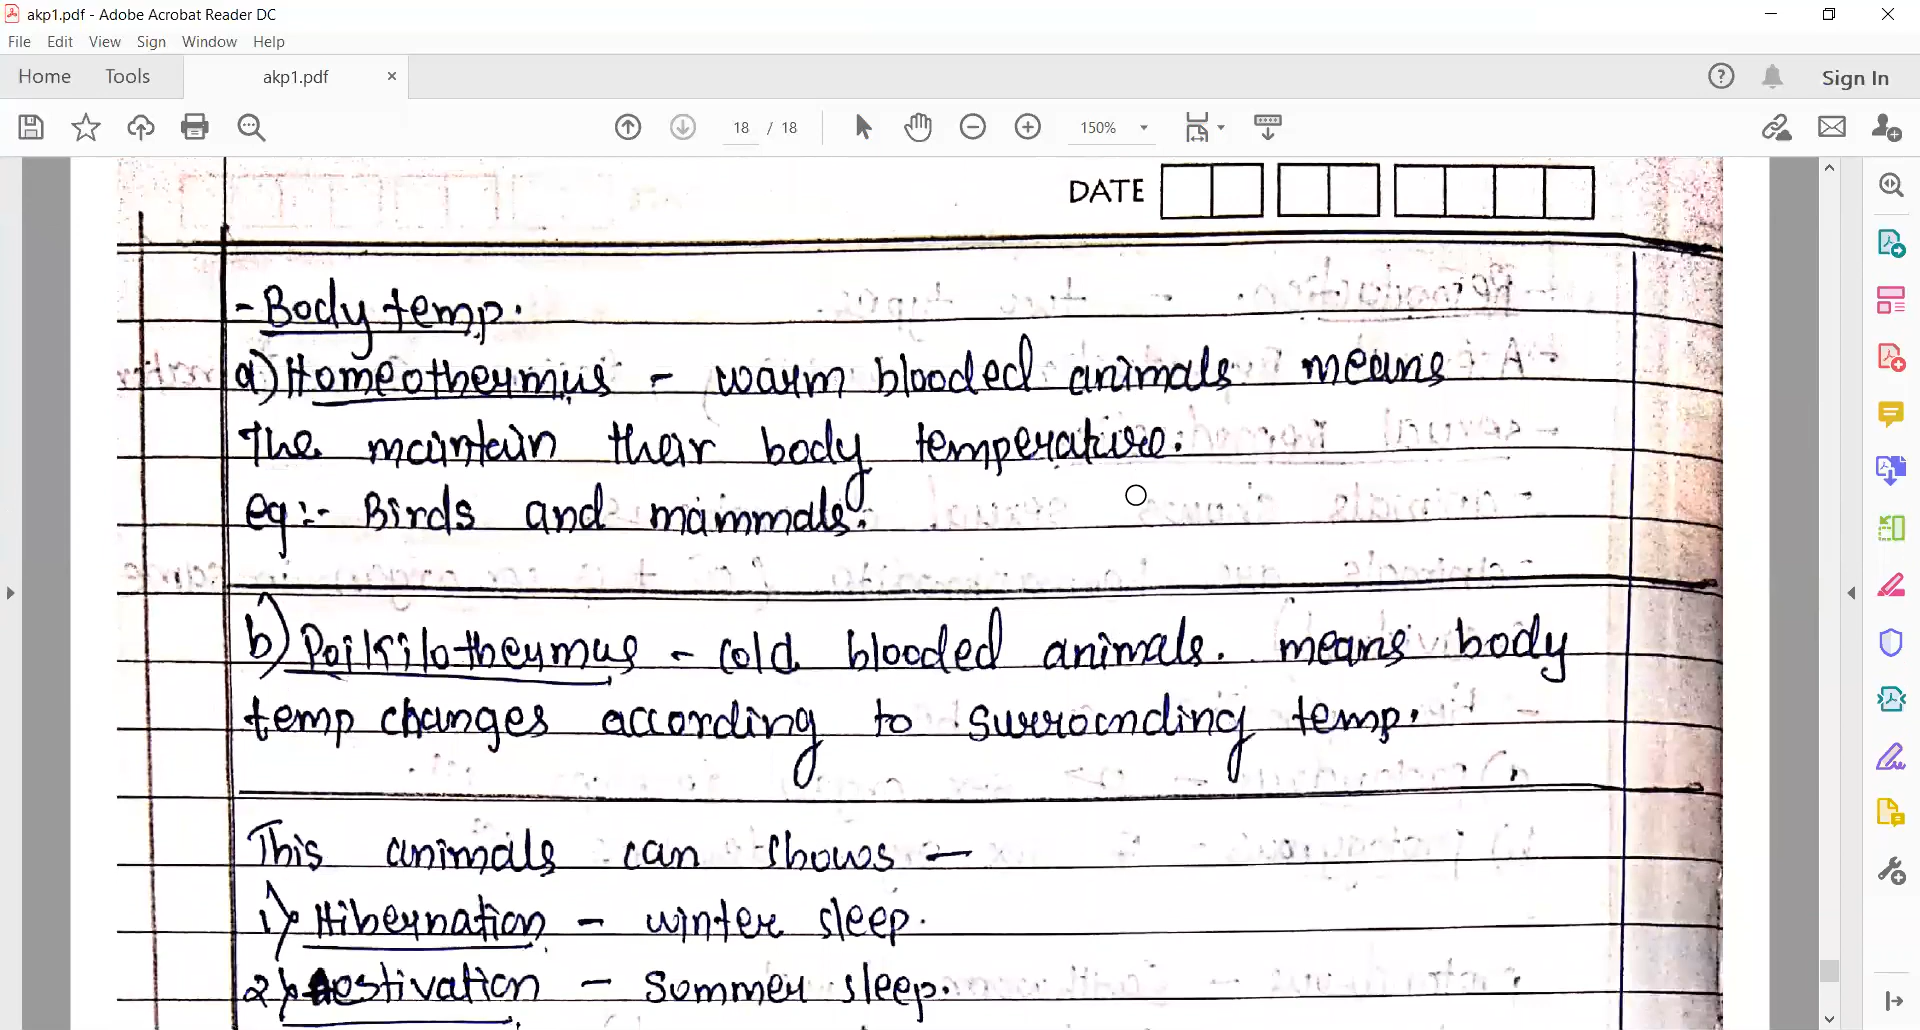 akp1.pdf - Adobe Acrobat Reader DC
File Edit View Sign Window Help
Home Tools akp1.pdf × Sign In
18 / 18 150%
DATE
- Body temp.
a) Homeothermus - warm blooded animals means
The maintain their body temperature.
eg:- Birds and mammals.
b) Poikilothermus - cold blooded animals. means body
temp changes according to surrounding temp.
This animals can shows —
1) Hibernation - winter sleep.
2) Aestivation - Summer sleep.